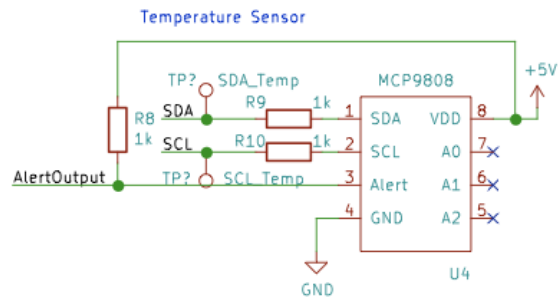 Temperature Sensor
+5V
TP? SDA_Temp MCP9808
R8
1k
SDA R9 1k 1 SDA VDD 8
SCL R10 1k 2 SCL A0 7
AlertOutput TP? SCL_Temp 3 Alert A1 6
4 GND A2 5
GND
U4